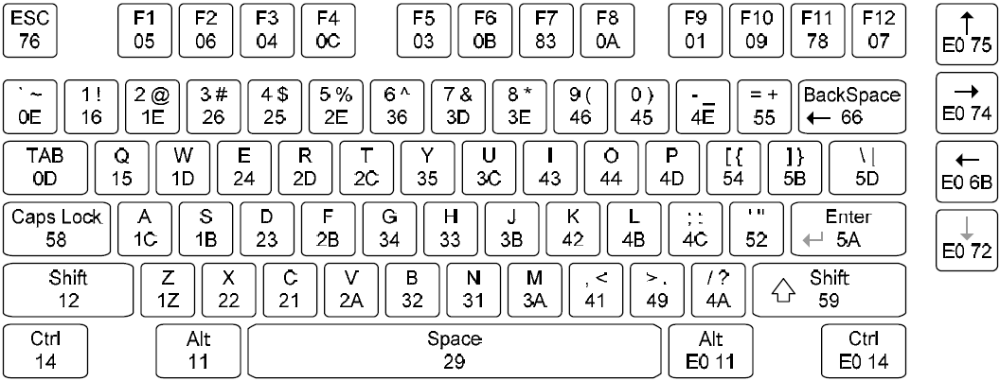 ESC F1 F2 F3 F4 F5 F6 F7 F8 F9 F10 F11 F12 ↑
76 05 06 04 0C 03 0B 83 0A 01 09 78 07 E0 75
` ~ 1 ! 2 @ 3 # 4 $ 5 % 6 ^ 7 & 8 * 9 ( 0 ) - _ = + BackSpace →
0E 16 1E 26 25 2E 36 3D 3E 46 45 4E 55 ← 66 E0 74
TAB Q W E R T Y U I O P [ { ] } \ | ←
0D 15 1D 24 2D 2C 35 3C 43 44 4D 54 5B 5D E0 6B
Caps Lock A S D F G H J K L ; : ' " Enter ↓
58 1C 1B 23 2B 34 33 3B 42 4B 4C 52 ↵ 5A E0 72
Shift Z X C V B N M , < > . / ? ⇧ Shift
12 1Z 22 21 2A 32 31 3A 41 49 4A 59
Ctrl Alt Space Alt Ctrl
14 11 29 E0 11 E0 14